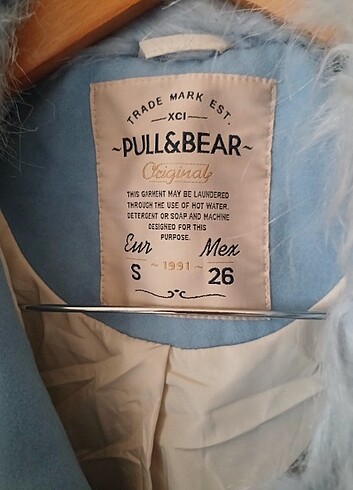 TRADE MARK EST.
XCI
~PULL&BEAR~
Original
THIS GARMENT MAY BE LAUNDERED
THROUGH THE USE OF HOT WATER.
DETERGENT OR SOAP AND MACHINE
DESIGNED FOR THIS
PURPOSE.
Eur Mex
S ~ 1991 ~ 26